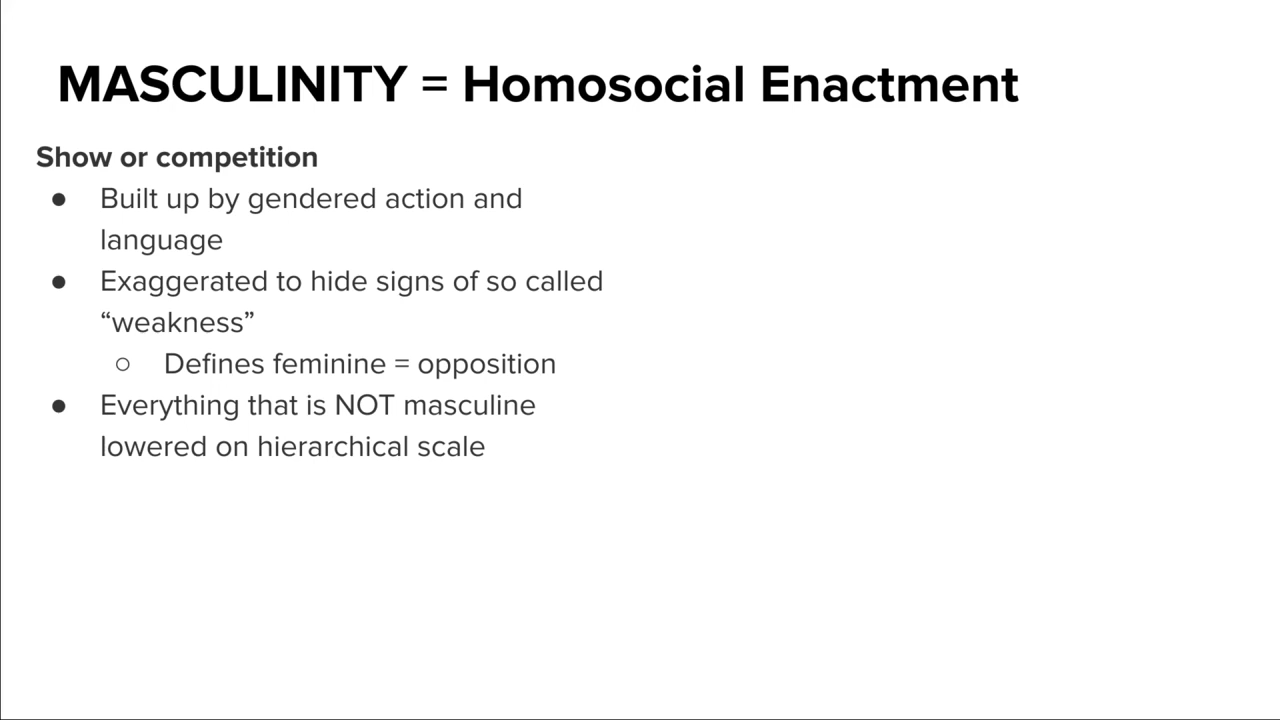 MASCULINITY = Homosocial Enactment
Show or competition
● Built up by gendered action and
language
● Exaggerated to hide signs of so called
“weakness”
○ Defines feminine = opposition
● Everything that is NOT masculine
lowered on hierarchical scale